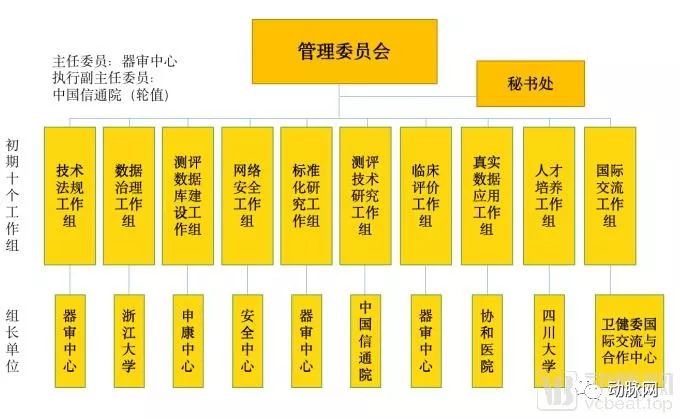 管理委员会
主任委员：器审中心
执行副主任委员：
中国信通院（轮值）
秘书处
初期十个工作组
技术
法规
工作
组
数据
治理
工作
组
测评
数据
库建
设工
作组
网络
安全
工作
组
标准
化研
究工
作组
测评
技术
研究
工作
组
临床
评价
工作
组
真实
数据
应用
工作
组
人才
培养
工作
组
国际
交流
工作
组
组长单位
器审中心
浙江大学
申康中心
安全中心
器审中心
中国信通院
器审中心
协和医院
四川大学
卫健委国
际交流与
合作中心
动脉网
vcbeat.top